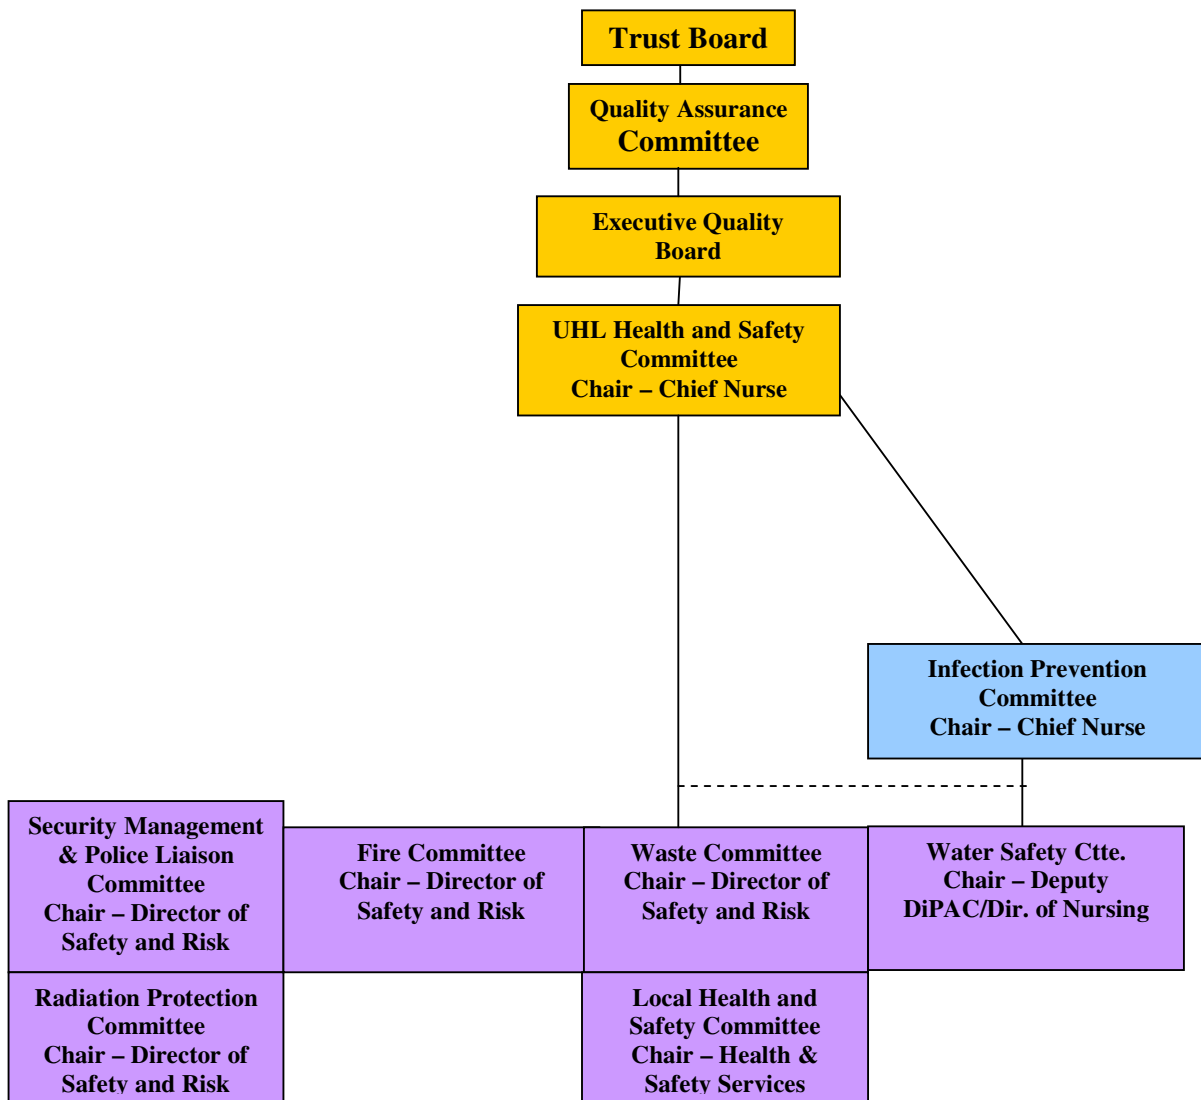 Trust Board
Quality Assurance
Committee
Executive Quality
Board
UHL Health and Safety
Committee
Chair – Chief Nurse
Infection Prevention
Committee
Chair – Chief Nurse
Security Management
& Police Liaison
Committee
Chair – Director of
Safety and Risk
Fire Committee
Chair – Director of
Safety and Risk
Waste Committee
Chair – Director of
Safety and Risk
Water Safety Ctte.
Chair – Deputy
DiPAC/Dir. of Nursing
Radiation Protection
Committee
Chair – Director of
Safety and Risk
Local Health and
Safety Committee
Chair – Health &
Safety Services